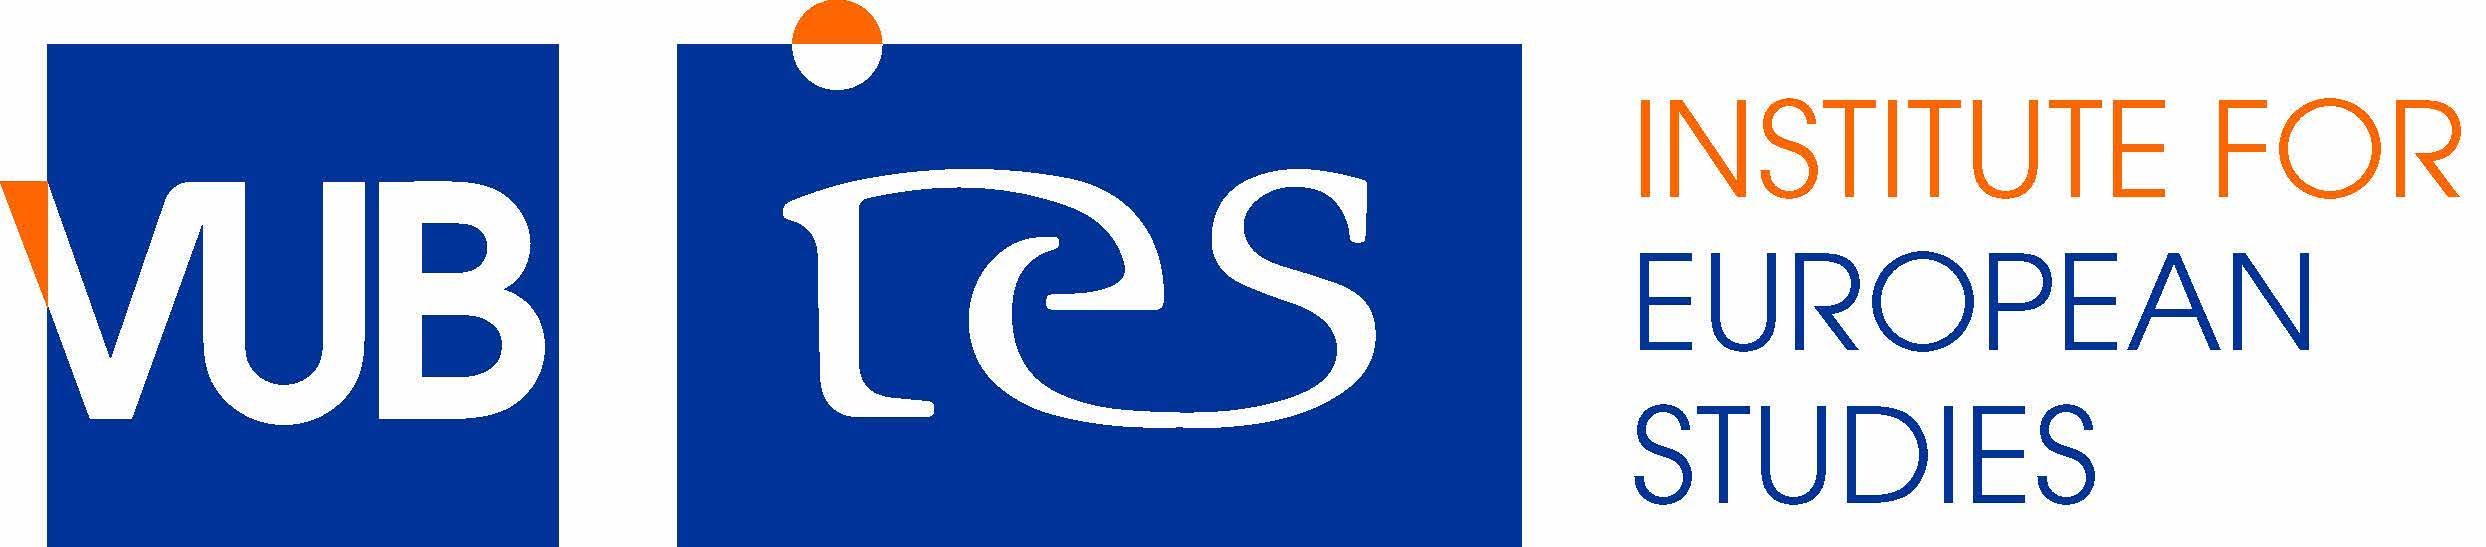 VUB
ies
INSTITUTE FOR
EUROPEAN
STUDIES